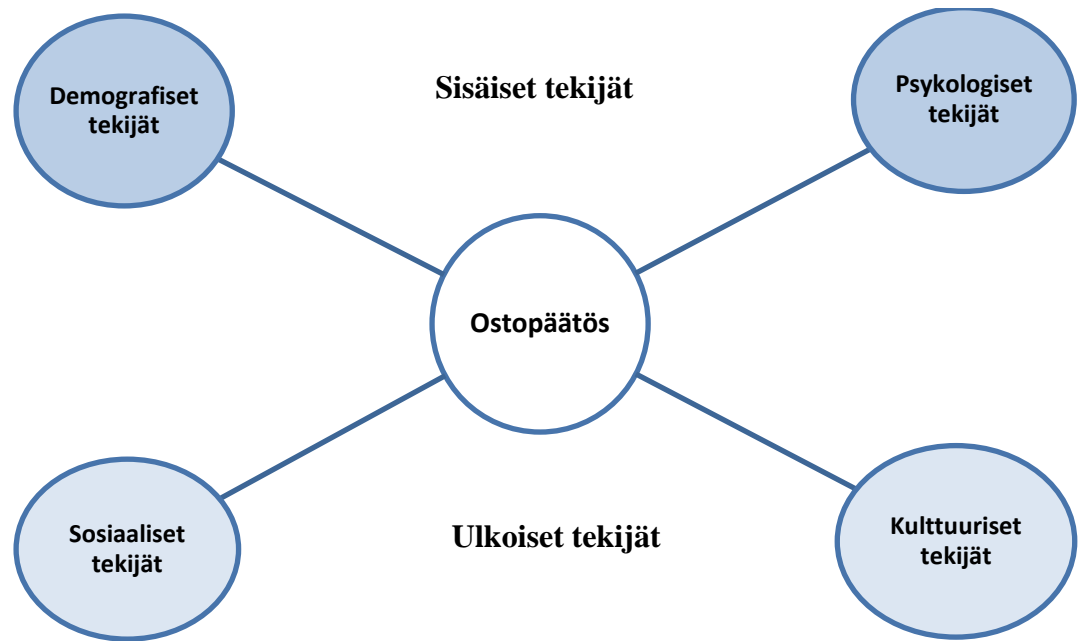 Demografiset
tekijät
Sisäiset tekijät
Psykologiset
tekijät
Ostopäätös
Sosiaaliset
tekijät
Ulkoiset tekijät
Kulttuuriset
tekijät